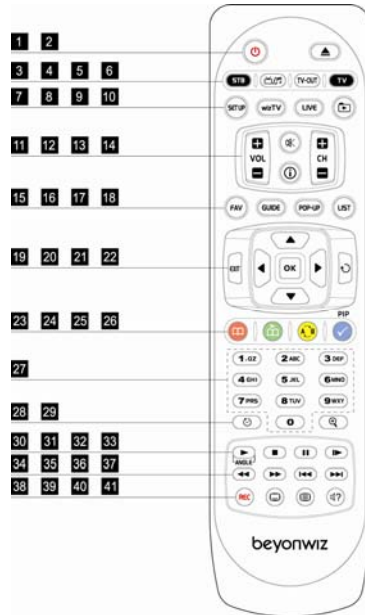 1 2
3 4 5 6
STB TV-OUT TV
7 8 9 10
SETUP wizTV LIVE
11 12 13 14
VOL CH
15 16 17 18
FAV GUIDE POP-UP LIST
19 20 21 22
EXIT OK
PIP
23 24 25 26
A B
27
1.OZ 2 ABC 3 DEF
4 GHI 5 JKL 6 MNO
7 PRS 8 TUV 9 WXY
28 29
0
30 31 32 33
ANGLE
34 35 36 37
38 39 40 41
REC
beyonwiz